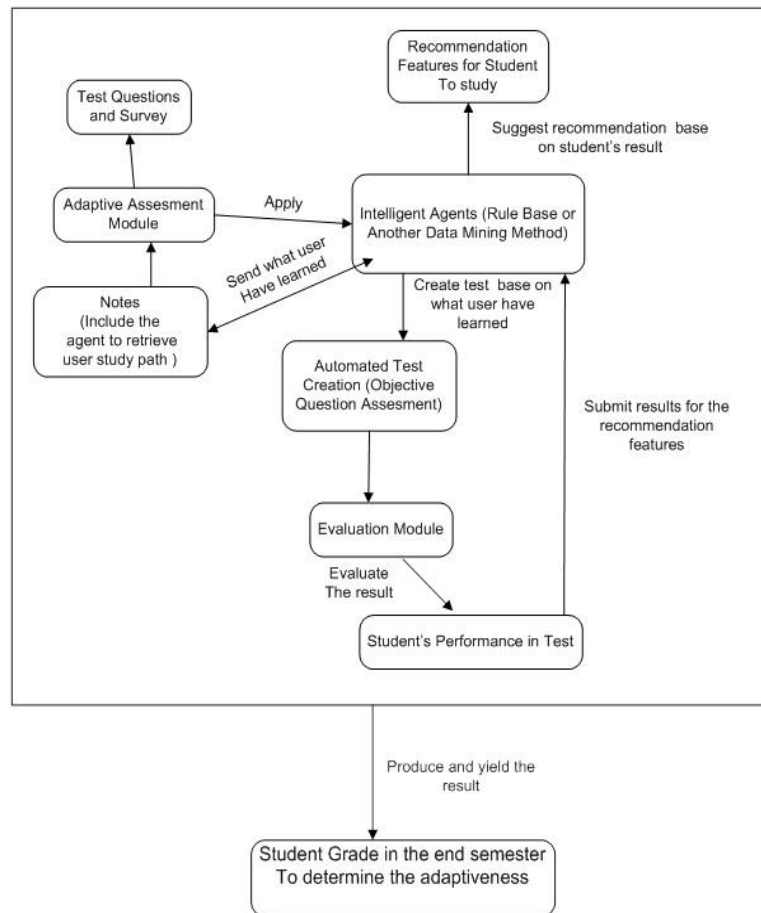 Recommendation
Features for Student
To study
Test Questions
and Survey
Suggest recommendation base
on student's result
Adaptive Assesment
Module
Apply
Intelligent Agents (Rule Base or
Another Data Mining Method)
Send what user
Have learned
Notes
(Include the
agent to retrieve
user study path )
Create test base on
what user have
learned
Automated Test
Creation (Objective
Question Assesment)
Submit results for the
recommendation
features
Evaluation Module
Evaluate
The result
Student's Performance in Test
Produce and yield the
result
Student Grade in the end semester
To determine the adaptiveness